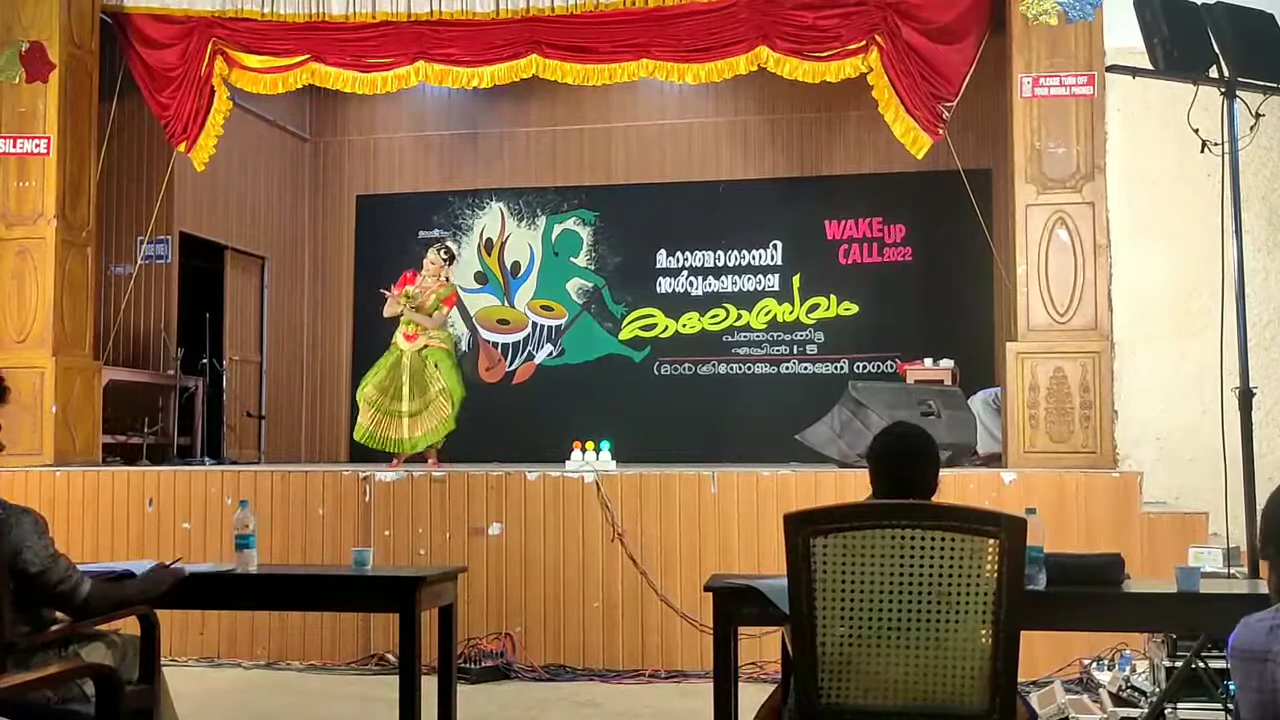 SILENCE
PLEASE TURN OFF
YOUR MOBILE PHONES
WAKE UP
CALL 2022
മഹാത്മാഗാന്ധി
സർവ്വകലാശാല
കലോത്സവം
പത്തനംതിട്ട
ഏപ്രിൽ 1-5
(മാർ ക്രിസോസ്റ്റം തിരുമേനി നഗർ)